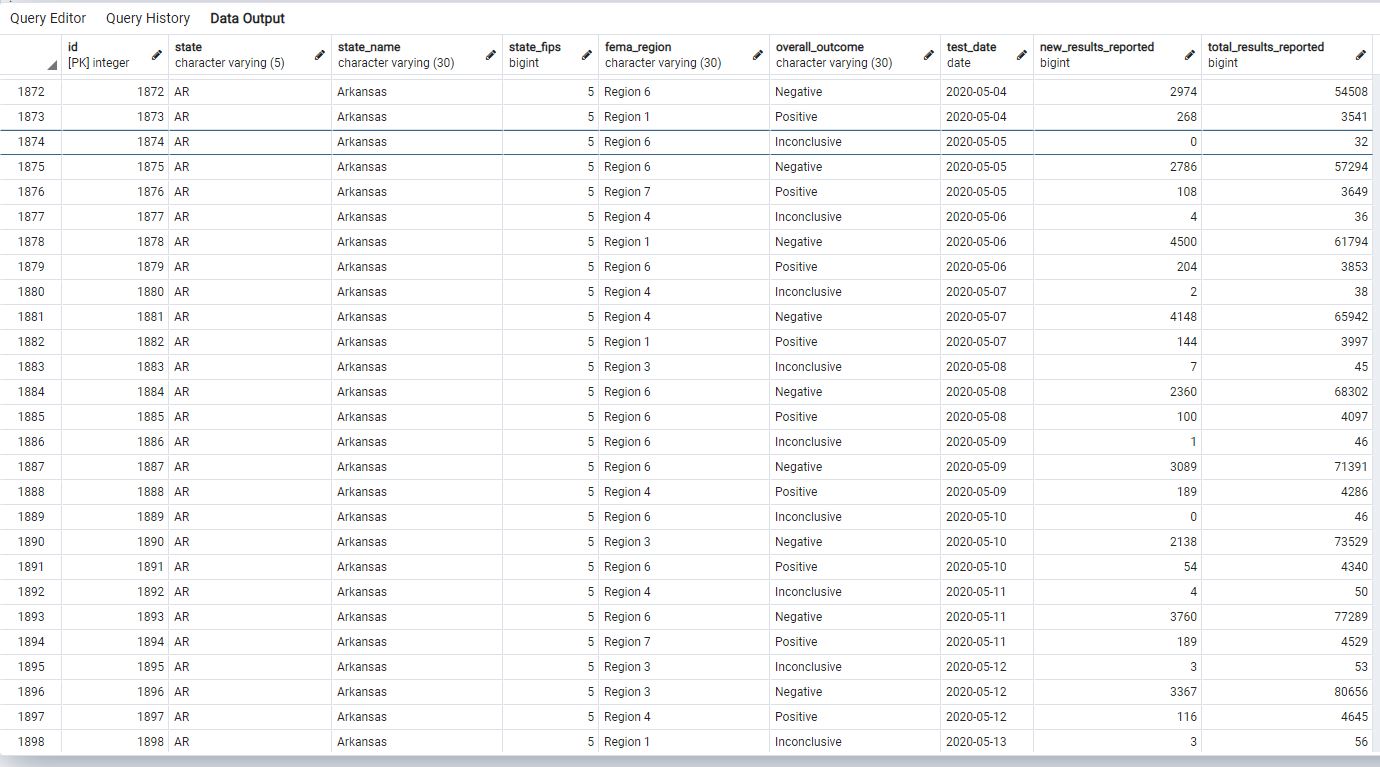 Query Editor Query History Data Output
id state state_name state_fips fema_region overall_outcome test_date new_results_reported total_results_reported
[PK] integer character varying (5) character varying (30) bigint character varying (30) character varying (30) date bigint bigint
1872 1872 AR Arkansas 5 Region 6 Negative 2020-05-04 2974 54508
1873 1873 AR Arkansas 5 Region 1 Positive 2020-05-04 268 3541
1874 1874 AR Arkansas 5 Region 6 Inconclusive 2020-05-05 0 32
1875 1875 AR Arkansas 5 Region 6 Negative 2020-05-05 2786 57294
1876 1876 AR Arkansas 5 Region 7 Positive 2020-05-05 108 3649
1877 1877 AR Arkansas 5 Region 4 Inconclusive 2020-05-06 4 36
1878 1878 AR Arkansas 5 Region 1 Negative 2020-05-06 4500 61794
1879 1879 AR Arkansas 5 Region 6 Positive 2020-05-06 204 3853
1880 1880 AR Arkansas 5 Region 4 Inconclusive 2020-05-07 2 38
1881 1881 AR Arkansas 5 Region 4 Negative 2020-05-07 4148 65942
1882 1882 AR Arkansas 5 Region 1 Positive 2020-05-07 144 3997
1883 1883 AR Arkansas 5 Region 3 Inconclusive 2020-05-08 7 45
1884 1884 AR Arkansas 5 Region 6 Negative 2020-05-08 2360 68302
1885 1885 AR Arkansas 5 Region 6 Positive 2020-05-08 100 4097
1886 1886 AR Arkansas 5 Region 6 Inconclusive 2020-05-09 1 46
1887 1887 AR Arkansas 5 Region 6 Negative 2020-05-09 3089 71391
1888 1888 AR Arkansas 5 Region 4 Positive 2020-05-09 189 4286
1889 1889 AR Arkansas 5 Region 6 Inconclusive 2020-05-10 0 46
1890 1890 AR Arkansas 5 Region 3 Negative 2020-05-10 2138 73529
1891 1891 AR Arkansas 5 Region 6 Positive 2020-05-10 54 4340
1892 1892 AR Arkansas 5 Region 4 Inconclusive 2020-05-11 4 50
1893 1893 AR Arkansas 5 Region 6 Negative 2020-05-11 3760 77289
1894 1894 AR Arkansas 5 Region 7 Positive 2020-05-11 189 4529
1895 1895 AR Arkansas 5 Region 3 Inconclusive 2020-05-12 3 53
1896 1896 AR Arkansas 5 Region 3 Negative 2020-05-12 3367 80656
1897 1897 AR Arkansas 5 Region 4 Positive 2020-05-12 116 4645
1898 1898 AR Arkansas 5 Region 1 Inconclusive 2020-05-13 3 56